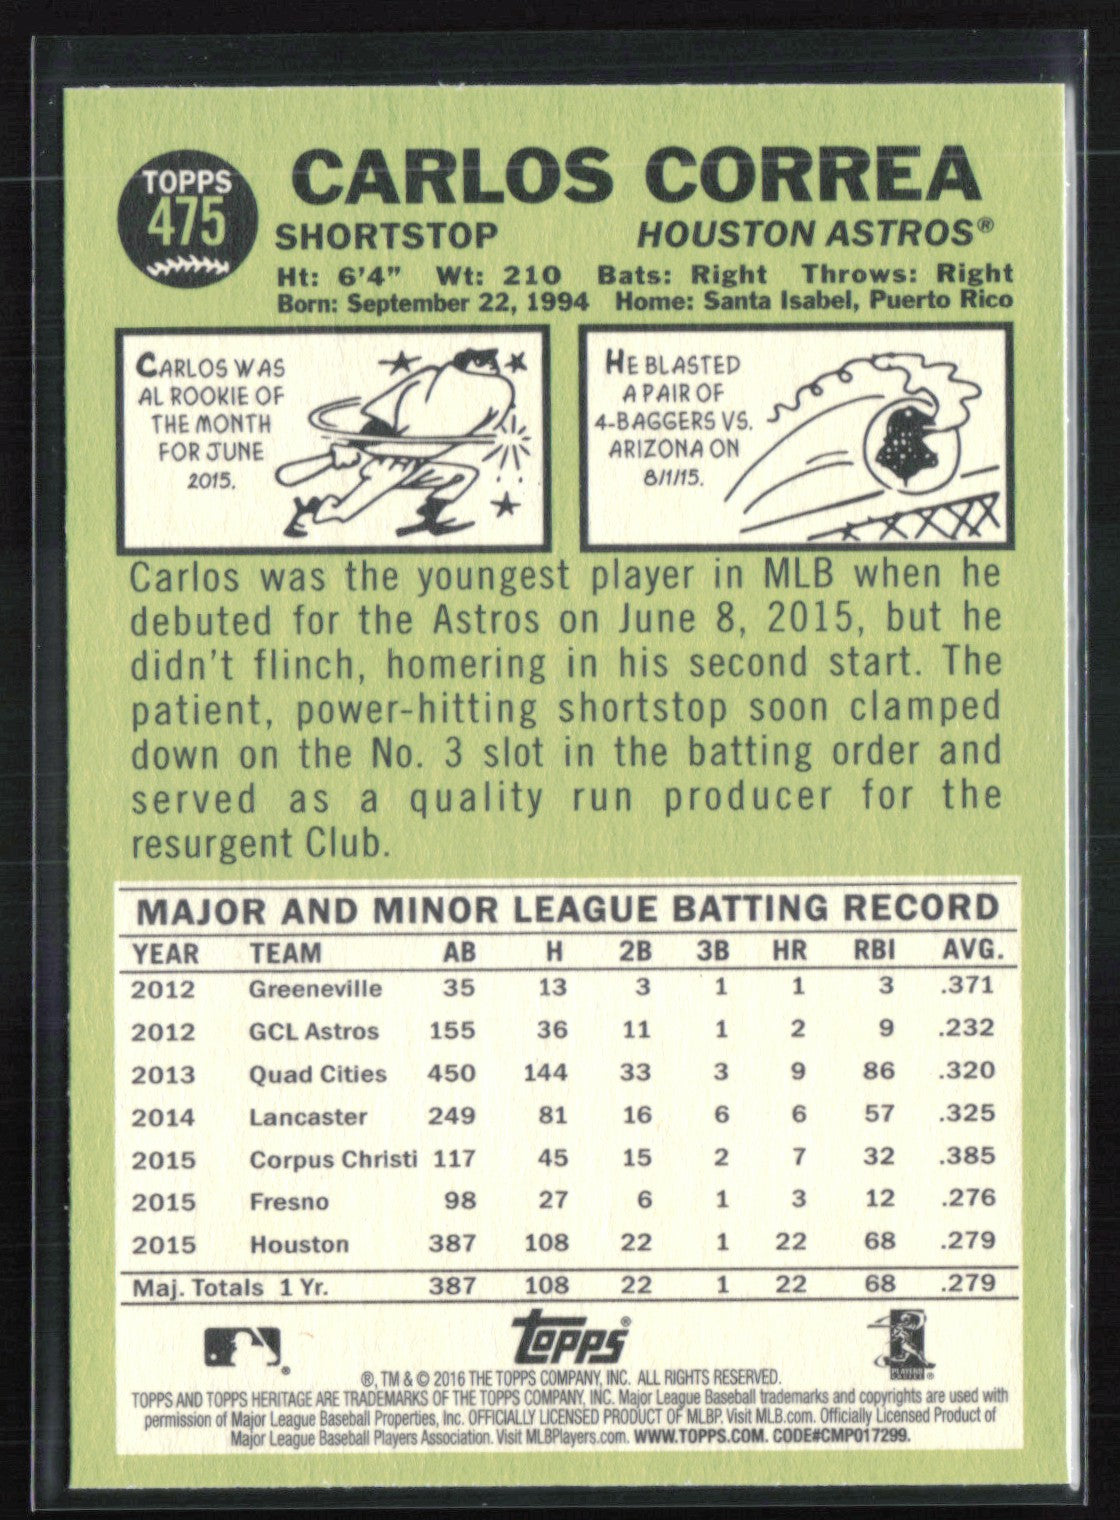 TOPPS
475
CARLOS CORREA
SHORTSTOP HOUSTON ASTROS®
Ht: 6'4" Wt: 210 Bats: Right Throws: Right
Born: September 22, 1994 Home: Santa Isabel, Puerto Rico
CARLOS WAS
AL ROOKIE OF
THE MONTH
FOR JUNE
2015.
HE BLASTED
A PAIR OF
4-BAGGERS VS.
ARIZONA ON
8/1/15.
Carlos was the youngest player in MLB when he
debuted for the Astros on June 8, 2015, but he
didn't flinch, homering in his second start. The
patient, power-hitting shortstop soon clamped
down on the No. 3 slot in the batting order and
served as a quality run producer for the
resurgent Club.
MAJOR AND MINOR LEAGUE BATTING RECORD
YEAR TEAM AB H 2B 3B HR RBI AVG.
2012 Greeneville 35 13 3 1 1 3 .371
2012 GCL Astros 155 36 11 1 2 9 .232
2013 Quad Cities 450 144 33 3 9 86 .320
2014 Lancaster 249 81 16 6 6 57 .325
2015 Corpus Christi 117 45 15 2 7 32 .385
2015 Fresno 98 27 6 1 3 12 .276
2015 Houston 387 108 22 1 22 68 .279
Maj. Totals 1 Yr. 387 108 22 1 22 68 .279
Topps®
PLAYERS
CHOICE®
®, TM & © 2016 THE TOPPS COMPANY, INC. ALL RIGHTS RESERVED.
TOPPS AND TOPPS HERITAGE ARE TRADEMARKS OF THE TOPPS COMPANY, INC. Major League Baseball trademarks and copyrights are used with
permission of Major League Baseball Properties, Inc. OFFICIALLY LICENSED PRODUCT OF MLBP. Visit MLB.com. Officially Licensed Product of
Major League Baseball Players Association. Visit MLBPlayers.com. WWW.TOPPS.COM. CODE#CMP017299.